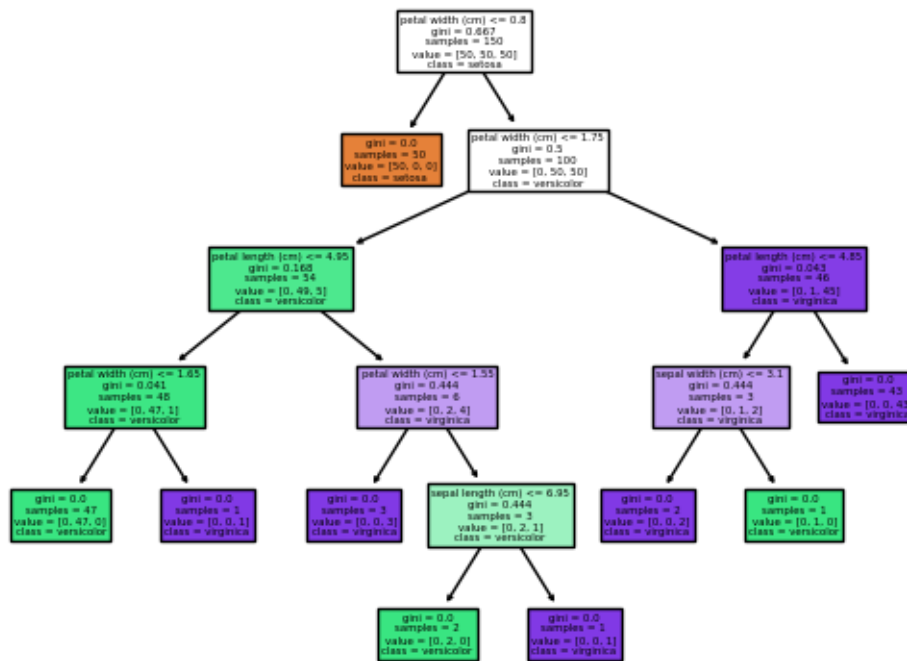 petal width (cm) <= 0.8
gini = 0.667
samples = 150
value = [50, 50, 50]
class = setosa
gini = 0.0
samples = 50
value = [50, 0, 0]
class = setosa
petal width (cm) <= 1.75
gini = 0.5
samples = 100
value = [0, 50, 50]
class = versicolor
petal length (cm) <= 4.95
gini = 0.168
samples = 54
value = [0, 49, 5]
class = versicolor
petal length (cm) <= 4.85
gini = 0.043
samples = 46
value = [0, 1, 45]
class = virginica
petal width (cm) <= 1.65
gini = 0.041
samples = 48
value = [0, 47, 1]
class = versicolor
petal width (cm) <= 1.55
gini = 0.444
samples = 6
value = [0, 2, 4]
class = virginica
sepal width (cm) <= 3.1
gini = 0.444
samples = 3
value = [0, 1, 2]
class = virginica
gini = 0.0
samples = 43
value = [0, 0, 43]
class = virginica
gini = 0.0
samples = 47
value = [0, 47, 0]
class = versicolor
gini = 0.0
samples = 1
value = [0, 0, 1]
class = virginica
gini = 0.0
samples = 3
value = [0, 0, 3]
class = virginica
sepal length (cm) <= 6.95
gini = 0.444
samples = 3
value = [0, 2, 1]
class = versicolor
gini = 0.0
samples = 2
value = [0, 0, 2]
class = virginica
gini = 0.0
samples = 1
value = [0, 1, 0]
class = versicolor
gini = 0.0
samples = 2
value = [0, 2, 0]
class = versicolor
gini = 0.0
samples = 1
value = [0, 0, 1]
class = virginica